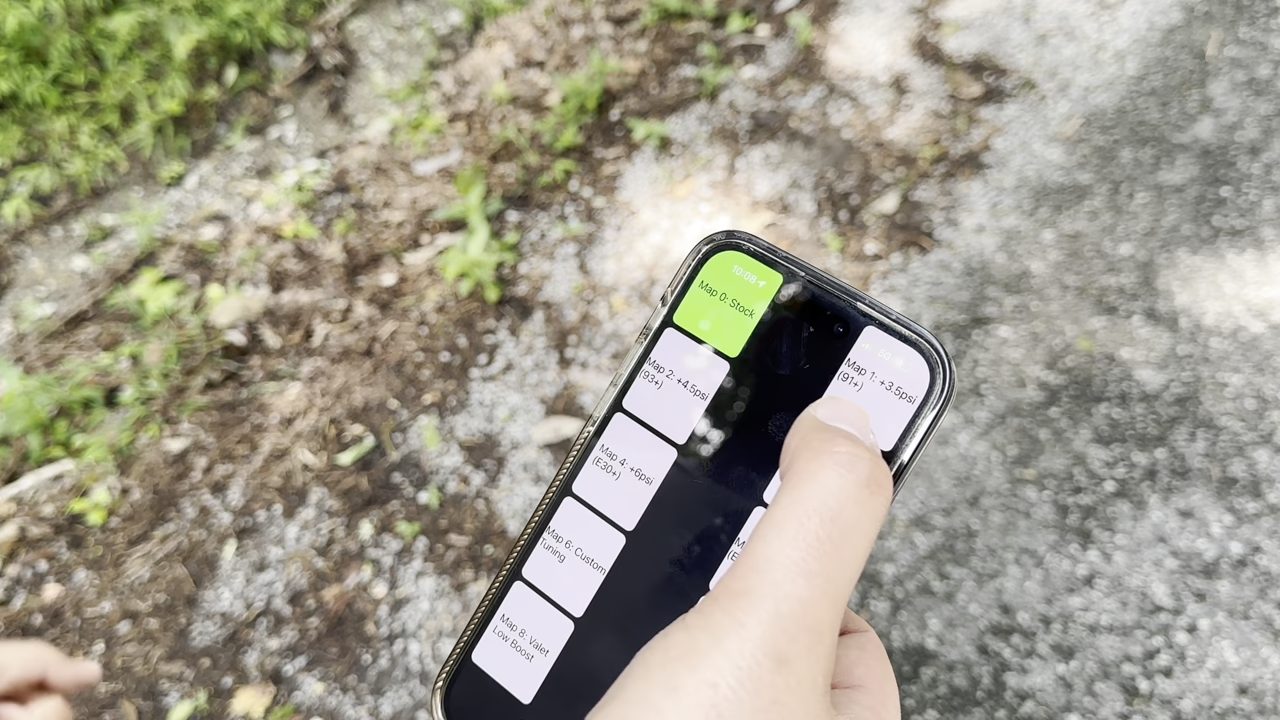 10:08
Map 0: Stock
Map 1: +3.5psi
(91+)
Map 2: +4.5psi
(93+)
Map 4: +6psi
(E30+)
Map 6: Custom
Tuning
Map 8: Valet
Low Boost